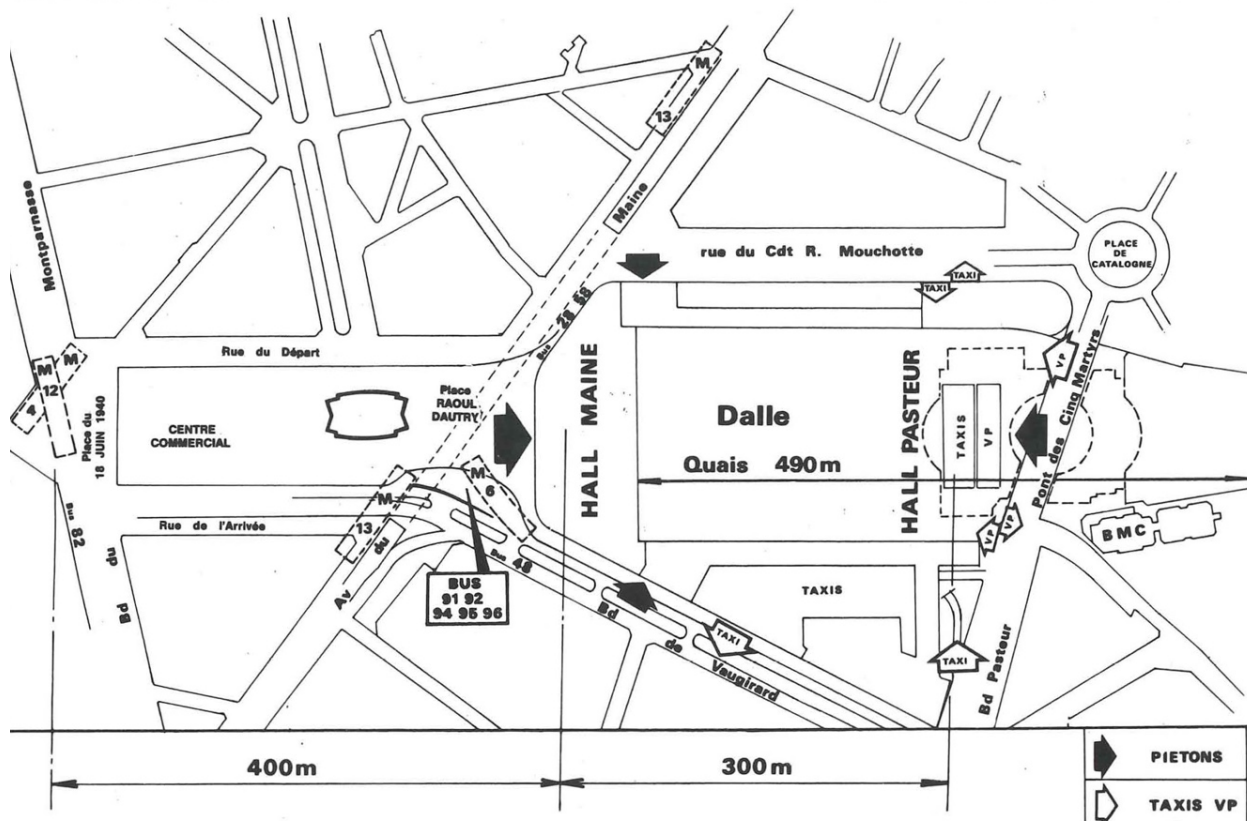 M
13
Maine
Montparnasse
rue du Cdt R. Mouchotte
PLACE
DE
CATALOGNE
TAXI
TAXI
Bus 28 58
Rue du Départ
M
M
12
4
Place du
18 JUIN 1940
CENTRE
COMMERCIAL
Place
RAOUL
DAUTRY
HALL MAINE
Dalle
Quais 490m
HALL PASTEUR
TAXIS
VP
VP
Pont des Cinq Martyrs
M
6
M
13
Bus 82
Rue de l'Arrivée
du
Av
Bd du
BUS
91 92
94 95 96
Bus 48
Bd
de
Vaugirard
TAXI
TAXIS
TAXI
VP
VP
BMC
Bd Pasteur
400m
300m
PIETONS
TAXIS VP